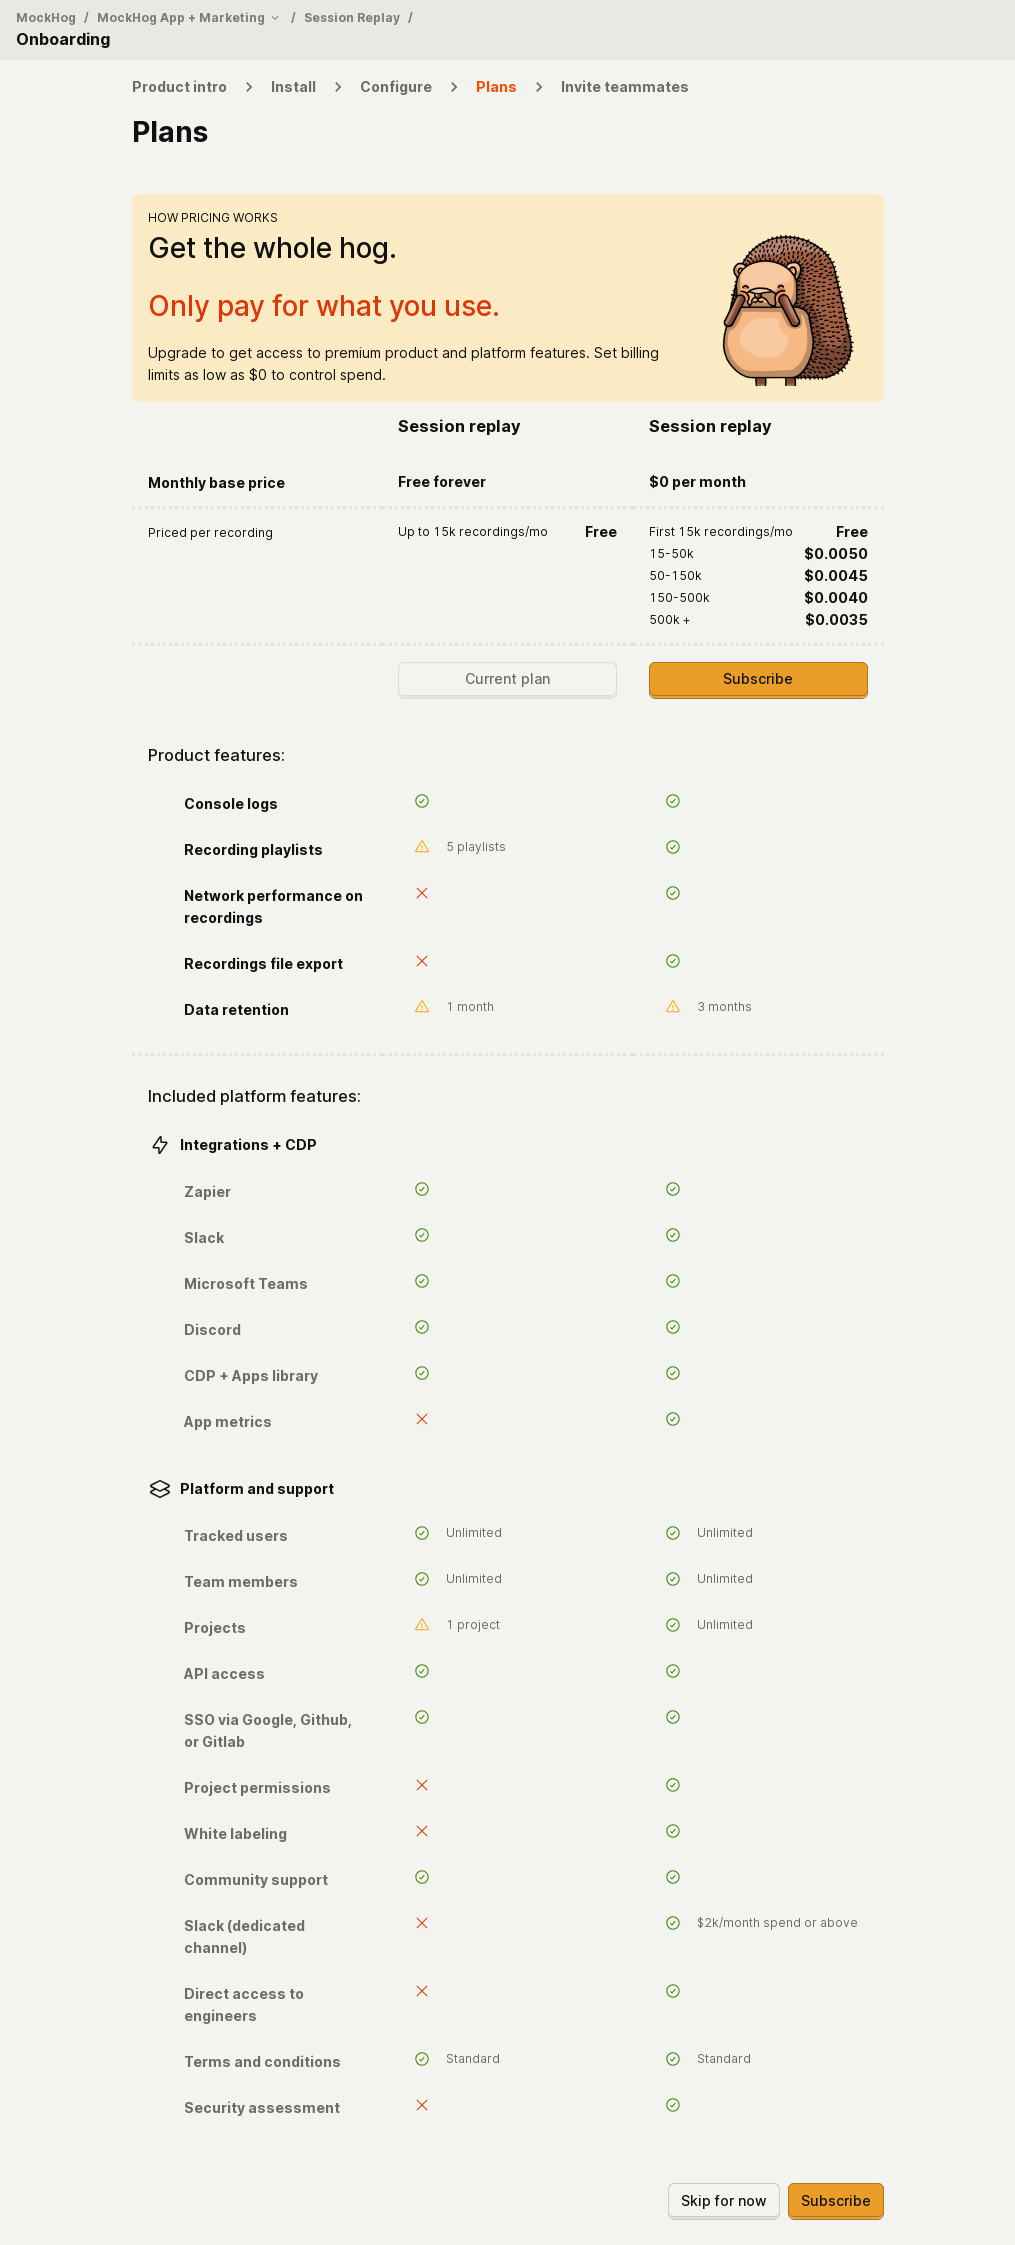 MockHog / MockHog App + Marketing / Session Replay /
Onboarding
Product intro > Install > Configure > Plans > Invite teammates
Plans
HOW PRICING WORKS
Get the whole hog.
Only pay for what you use.
Upgrade to get access to premium product and platform features. Set billing
limits as low as $0 to control spend.
Session replay Session replay
Monthly base price Free forever $0 per month
Priced per recording Up to 15k recordings/mo Free First 15k recordings/mo Free
15-50k $0.0050
50-150k $0.0045
150-500k $0.0040
500k + $0.0035
Current plan Subscribe
Product features:
Console logs
Recording playlists 5 playlists
Network performance on
recordings
Recordings file export
Data retention 1 month 3 months
Included platform features:
Integrations + CDP
Zapier
Slack
Microsoft Teams
Discord
CDP + Apps library
App metrics
Platform and support
Tracked users Unlimited Unlimited
Team members Unlimited Unlimited
Projects 1 project Unlimited
API access
SSO via Google, Github,
or Gitlab
Project permissions
White labeling
Community support
Slack (dedicated $2k/month spend or above
channel)
Direct access to
engineers
Terms and conditions Standard Standard
Security assessment
Skip for now Subscribe